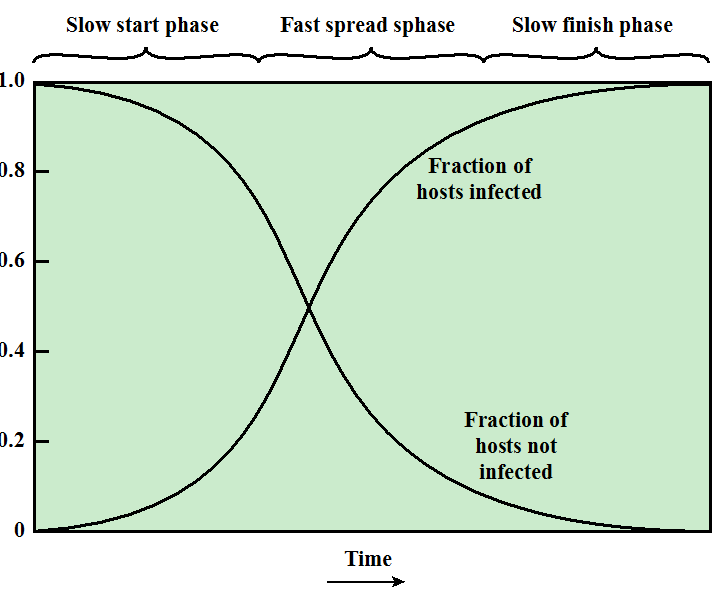 Slow start phase
Fast spread sphase
Slow finish phase
1.0
0.8
0.6
0.4
0.2
0
Fraction of
hosts infected
Fraction of
hosts not
infected
Time